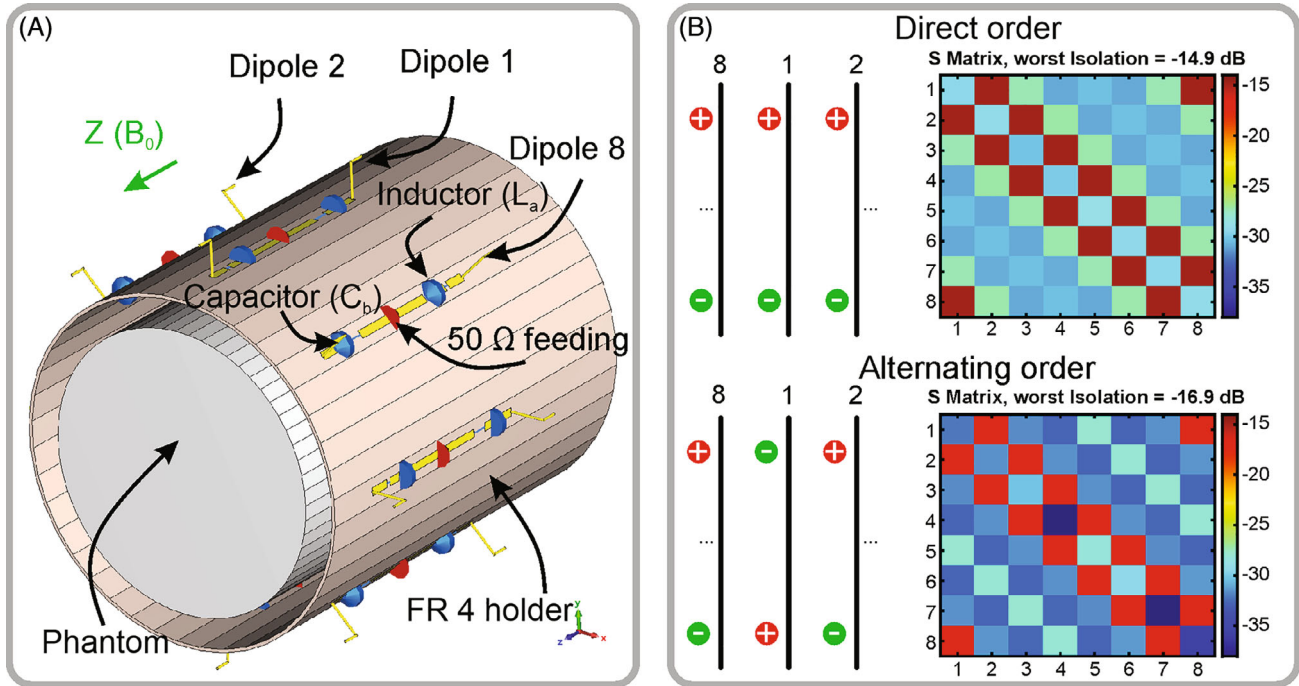 (A)
Dipole 2
Dipole 1
Z (B0)
Dipole 8
Inductor (La)
Capacitor (Cb)
50 Ω feeding
FR 4 holder
Phantom
y
z
x
(B)
Direct order
8 1 2
+ + +
... ...
- - -
S Matrix, worst Isolation = -14.9 dB
1
2
3
4
5
6
7
8
1 2 3 4 5 6 7 8
-15
-20
-25
-30
-35
Alternating order
8 1 2
+ - +
... ...
- + -
S Matrix, worst Isolation = -16.9 dB
1
2
3
4
5
6
7
8
1 2 3 4 5 6 7 8
-15
-20
-25
-30
-35